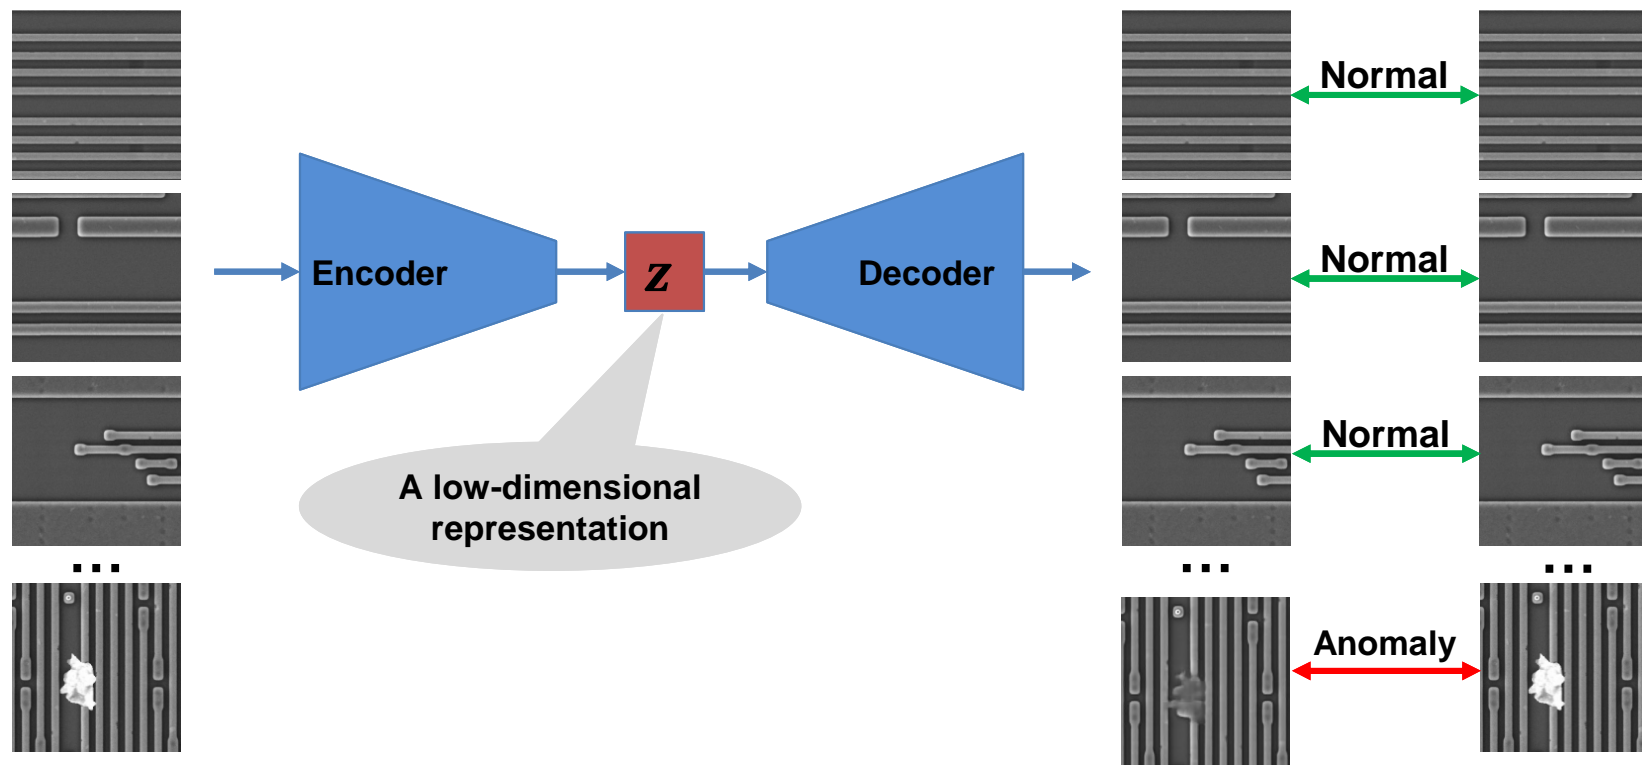 Normal
Normal
Encoder
z
Decoder
Normal
A low-dimensional
representation
...
...
...
Anomaly